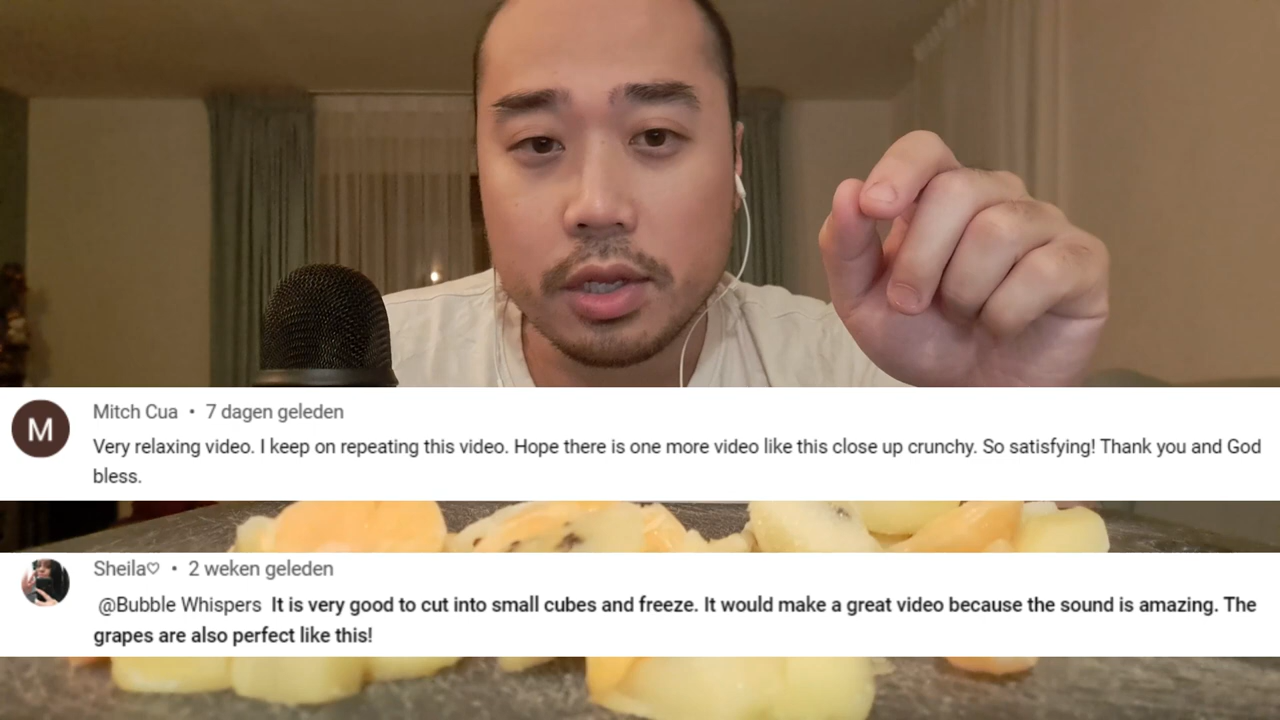 M
Mitch Cua • 7 dagen geleden
Very relaxing video. I keep on repeating this video. Hope there is one more video like this close up crunchy. So satisfying! Thank you and God
bless.
Sheila♡ • 2 weken geleden
@Bubble Whispers It is very good to cut into small cubes and freeze. It would make a great video because the sound is amazing. The
grapes are also perfect like this!